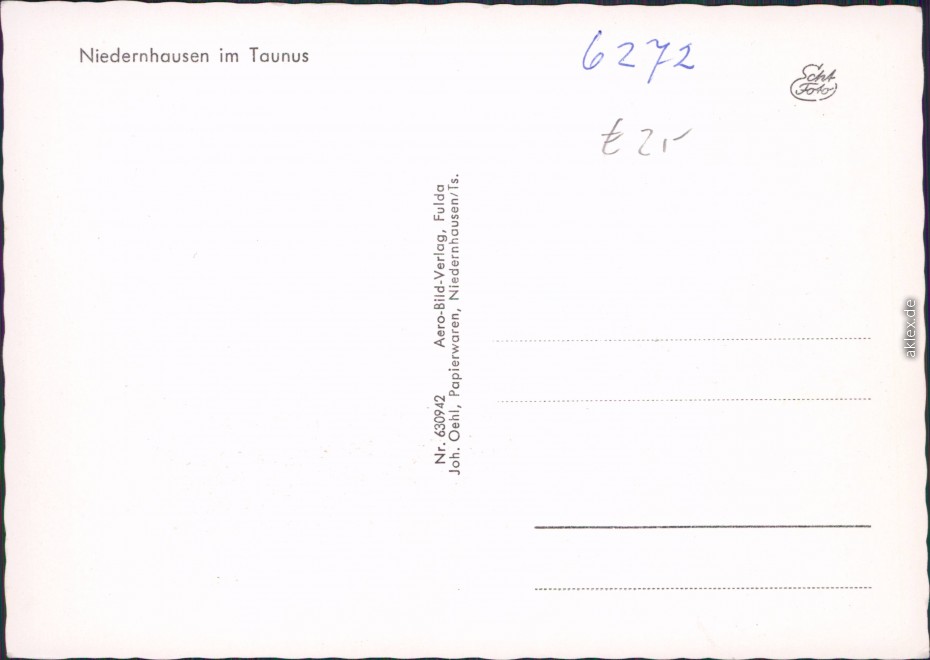 Niedernhausen im Taunus
6272
Echt
Foto
€ 2,-
Nr. 630942 Aero-Bild-Verlag, Fulda
Joh. Oehl, Papierwaren, Niedernhausen/Ts.
aklex.de